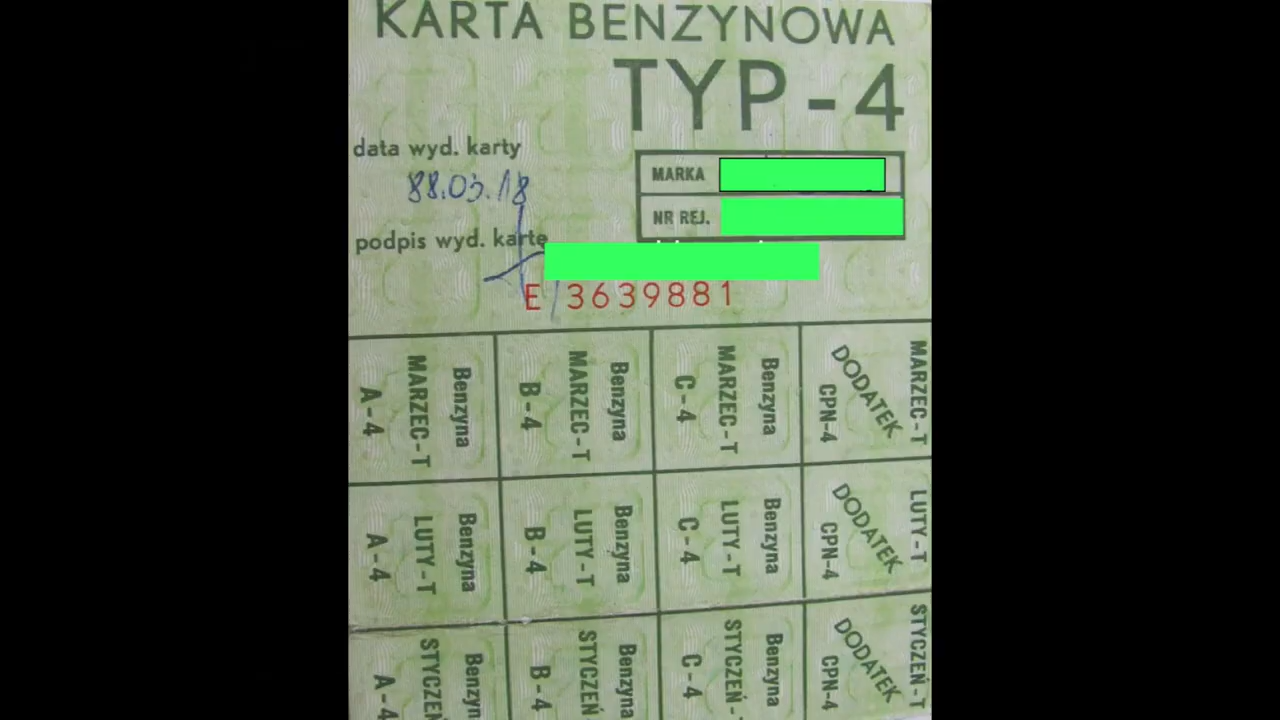 KARTA BENZYNOWA
TYP-4
data wyd. karty
88.03.18
MARKA
NR REJ.
podpis wyd. kartę
E 3639881
Benzyna
MARZEC-T
A-4
Benzyna
MARZEC-T
B-4
Benzyna
MARZEC-T
C-4
MARZEC-T
DODATEK
CPN-4
Benzyna
LUTY-T
A-4
Benzyna
LUTY-T
B-4
Benzyna
LUTY-T
C-4
LUTY-T
DODATEK
CPN-4
Benzyn
STYCZEŃ
A-4
Benzyna
STYCZEŃ
B-4
Benzyna
STYCZEŃ-
C-4
STYCZEŃ-T
DODATEK
CPN-4